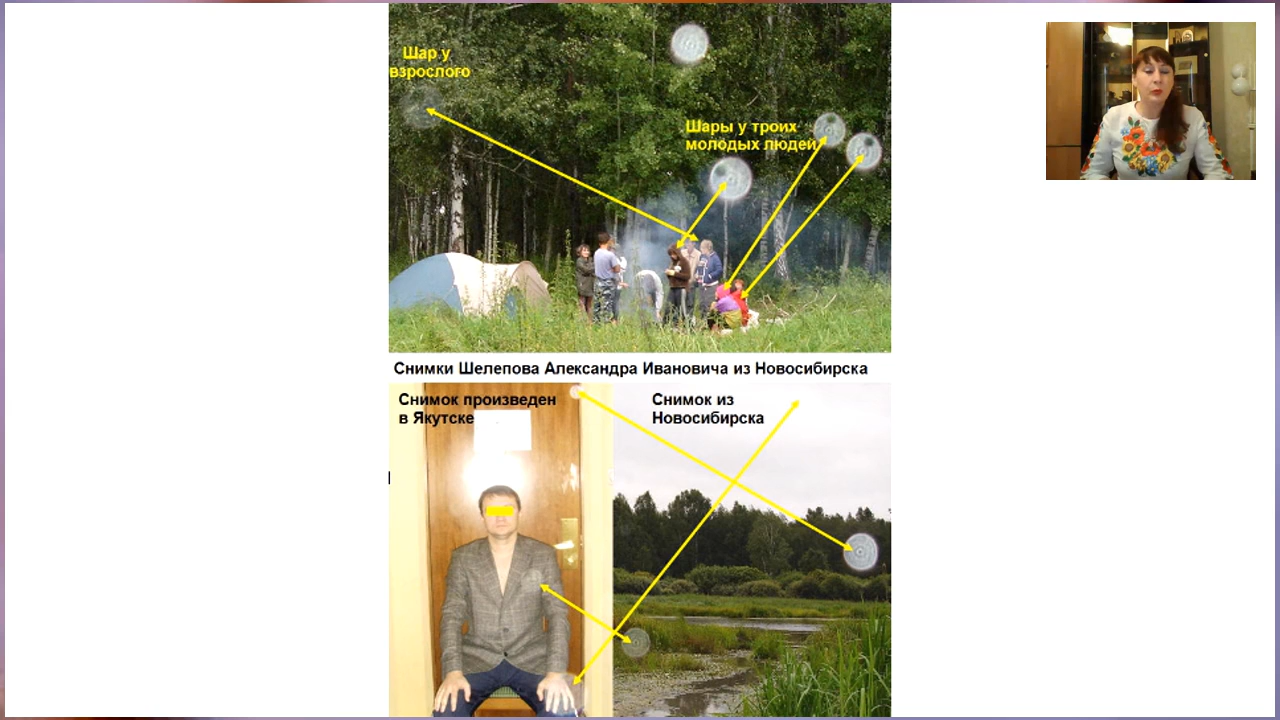 Шар у
взрослого
Шары у троих
молодых людей
Снимки Шелепова Александра Ивановича из Новосибирска
Снимок произведен
в Якутске
Снимок из
Новосибирска